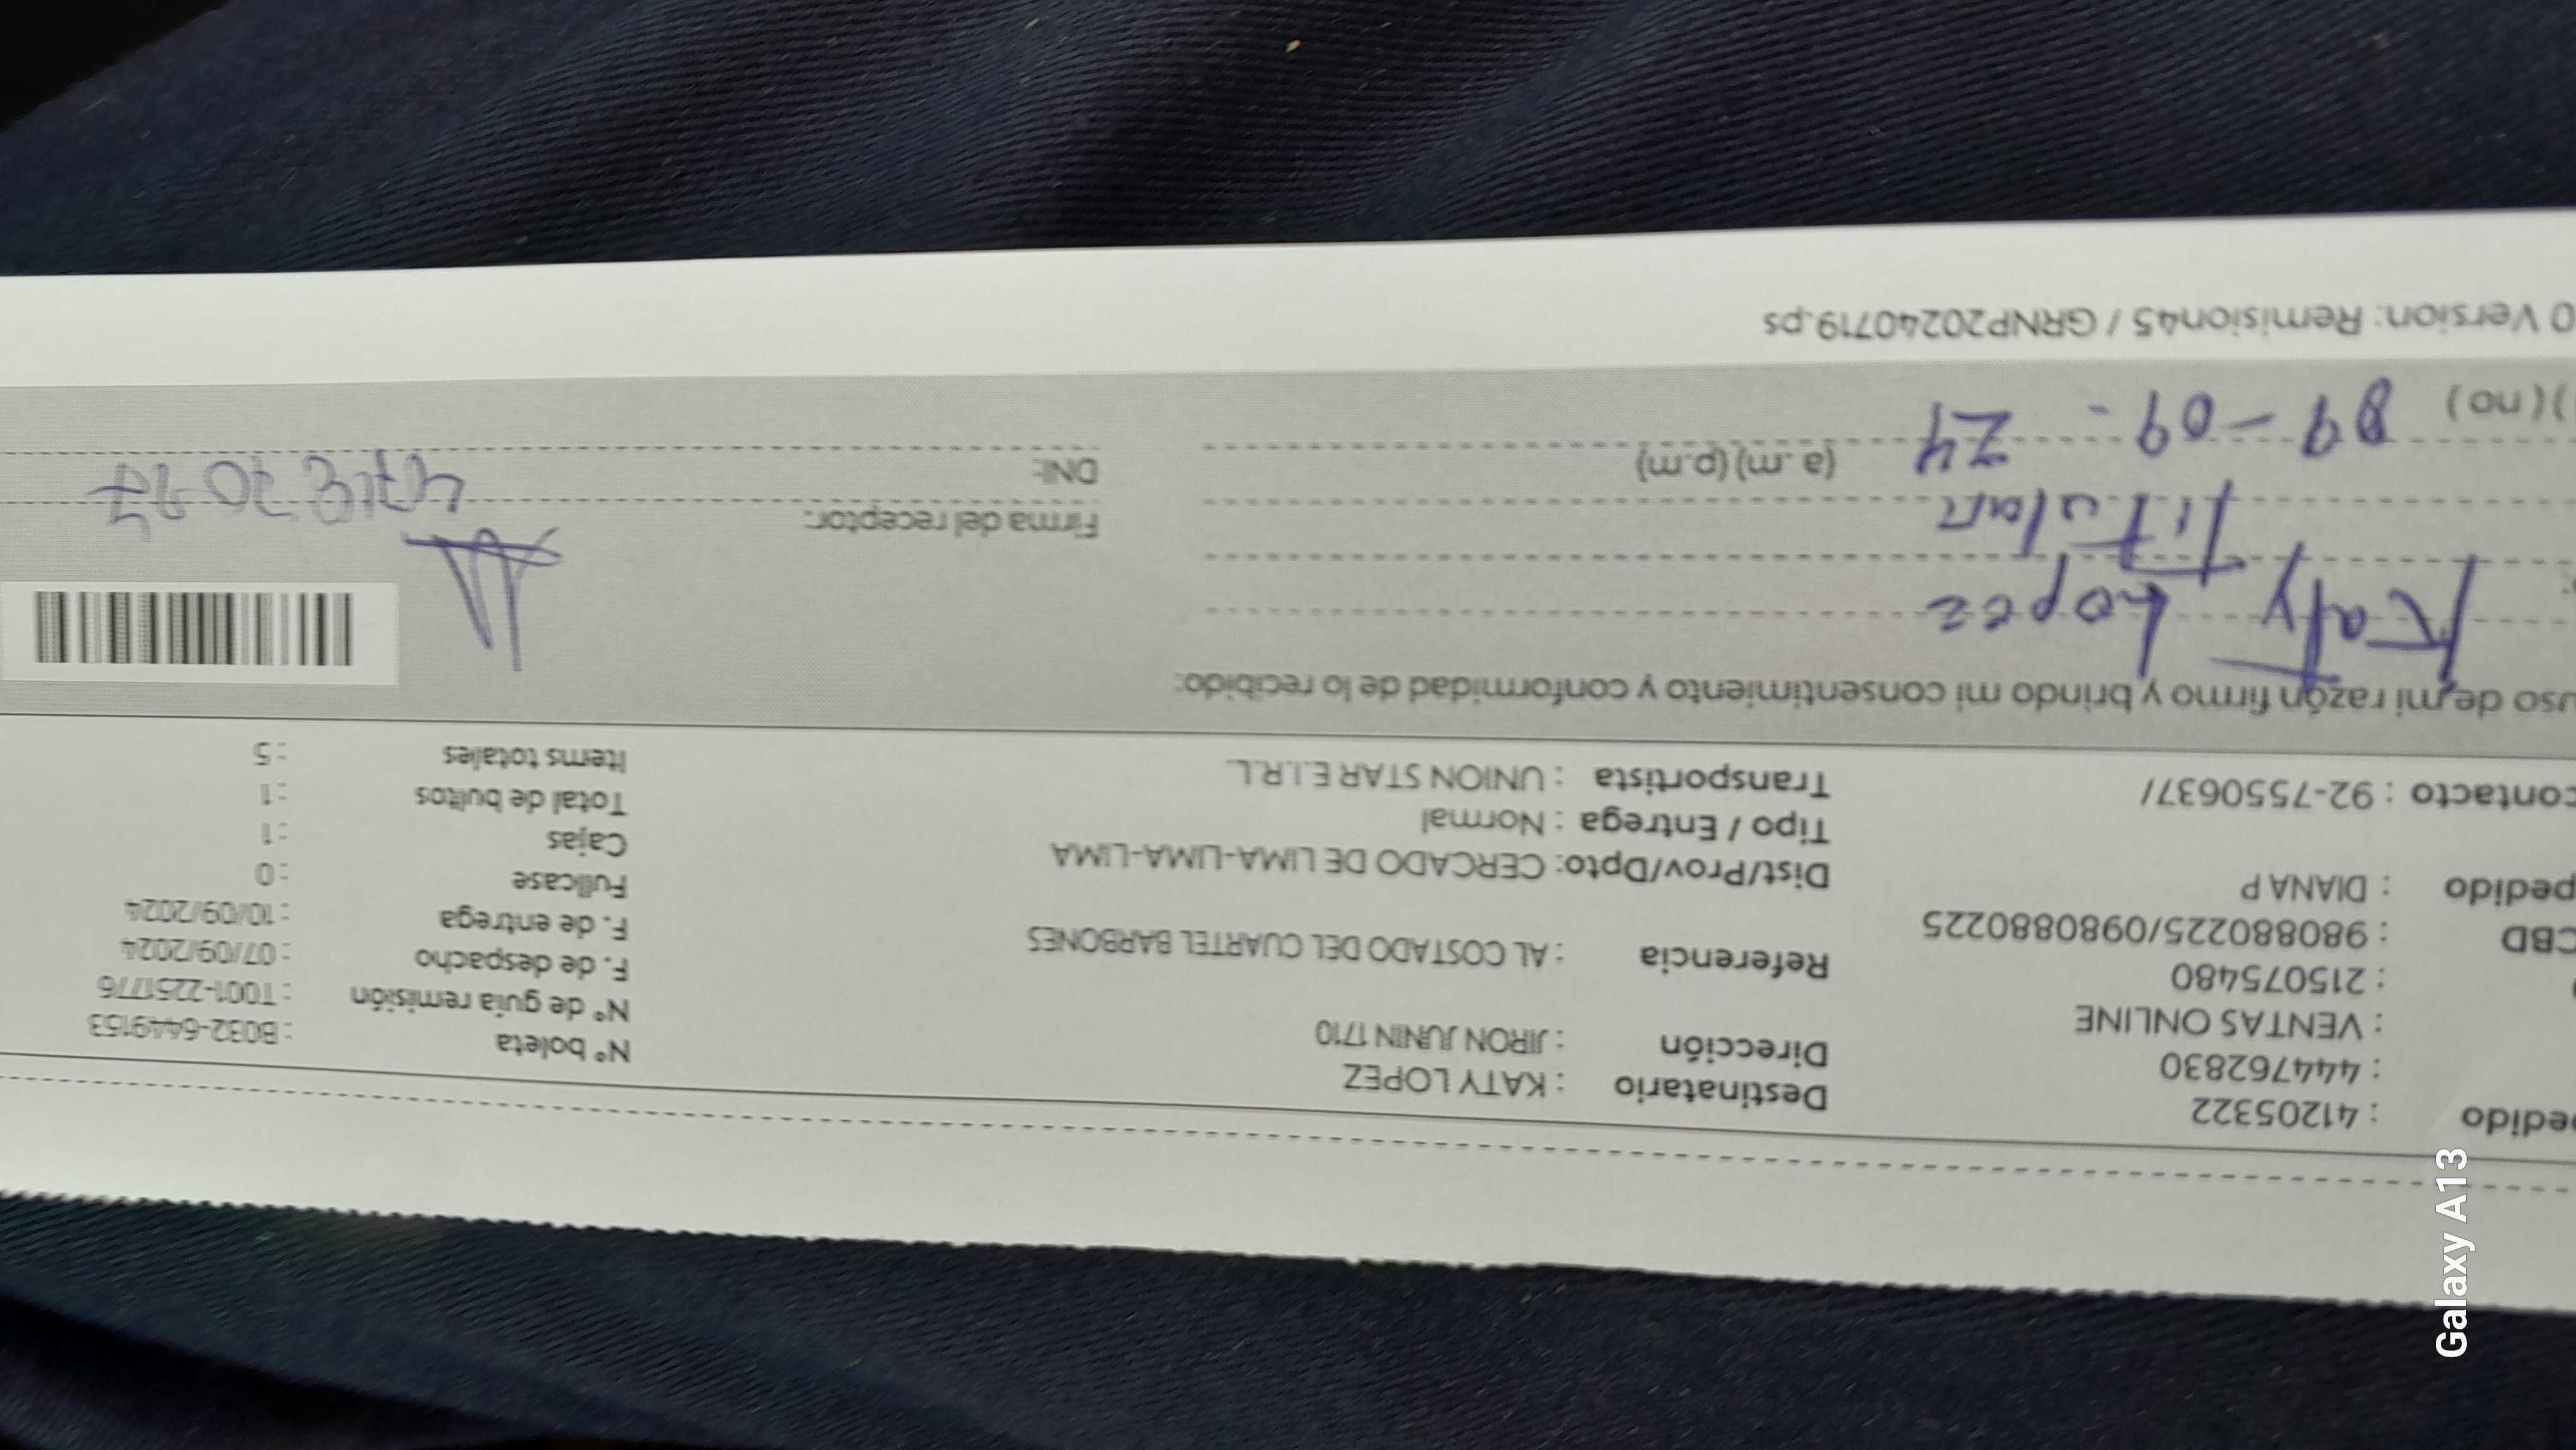 edido : 41205322
: 444762830
: VENTAS ONLINE
: 215075480
CBD : 980880225/0980880225
pedido : DIANA P
contacto : 92-7550637/
Destinatario : KATY LOPEZ
Dirección : JIRON JUNIN 1710
Referencia : AL COSTADO DEL CUARTEL BARBONES
Dist/Prov/Dpto: CERCADO DE LIMA-LIMA-LIMA
Tipo / Entrega : Normal
Transportista : UNION STAR E.I.R.L.
N° boleta : B032-6449153
N° de guía remisión : T001-2251776
F. de despacho : 07/09/2024
F. de entrega : 10/09/2024
Fullcase : 0
Cajas : 1
Total de bultos : 1
Items totales : 5
uso de mi razón firmo y brindo mi consentimiento y conformidad de lo recibido:
Katy Lopez
Titular
)(no) 09-09-24 (a.m) (p.m)
Firma del receptor:
DNI:
0 Version: Remision45 / GRNP20240719.ps
Galaxy A13